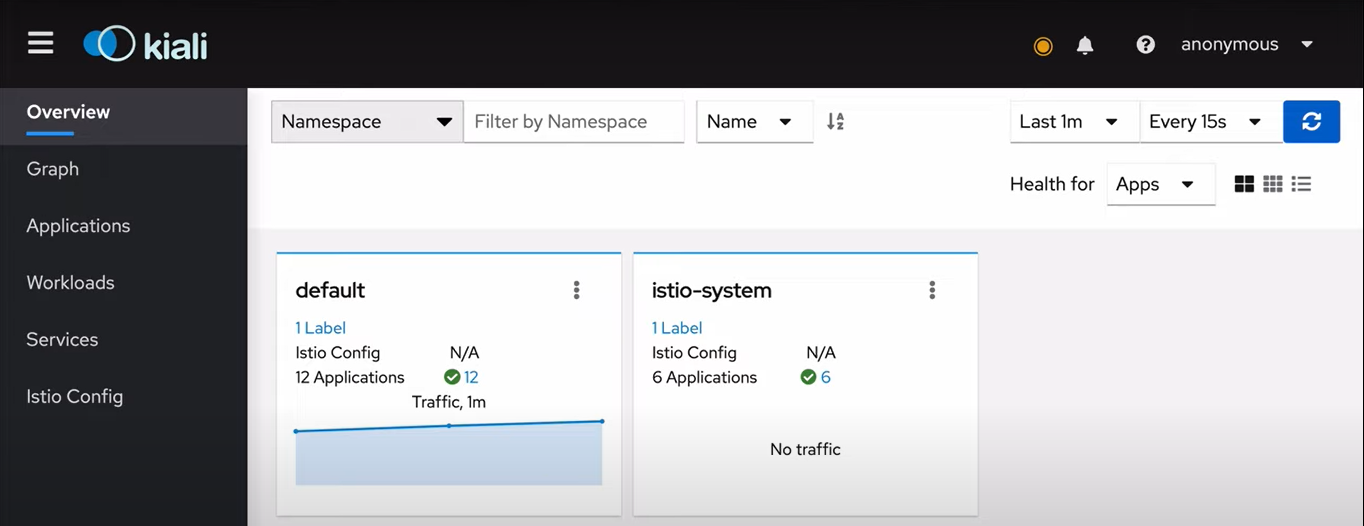 kiali
anonymous
Overview
Graph
Applications
Workloads
Services
Istio Config
Namespace
Filter by Namespace
Name
Last 1m
Every 15s
Health for
Apps
default
1 Label
Istio Config N/A
12 Applications 12
Traffic, 1m
istio-system
1 Label
Istio Config N/A
6 Applications 6
No traffic